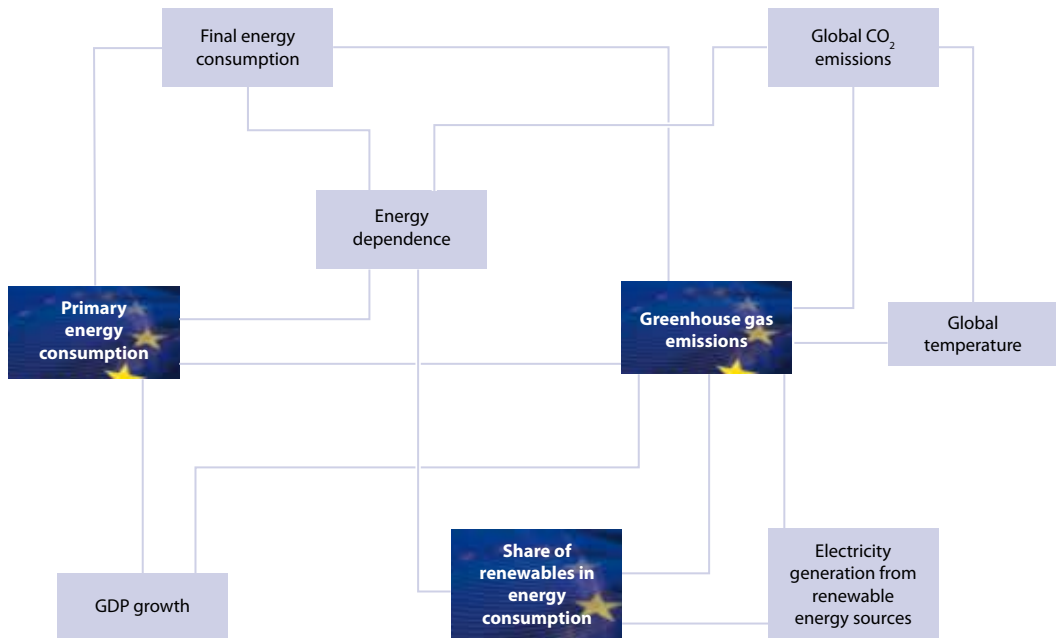 Final energy
consumption
Global CO₂
emissions
Energy
dependence
Primary
energy
consumption
Greenhouse gas
emissions
Global
temperature
GDP growth
Share of
renewables in
energy
consumption
Electricity
generation from
renewable
energy sources